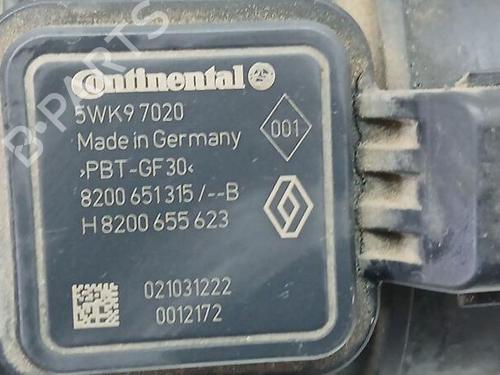 Continental
5WK9 7020
001
Made in Germany
>PBT-GF30<
8200 651 315 /--B
H 8200 655 623
021031222
0012172
B-PARTS